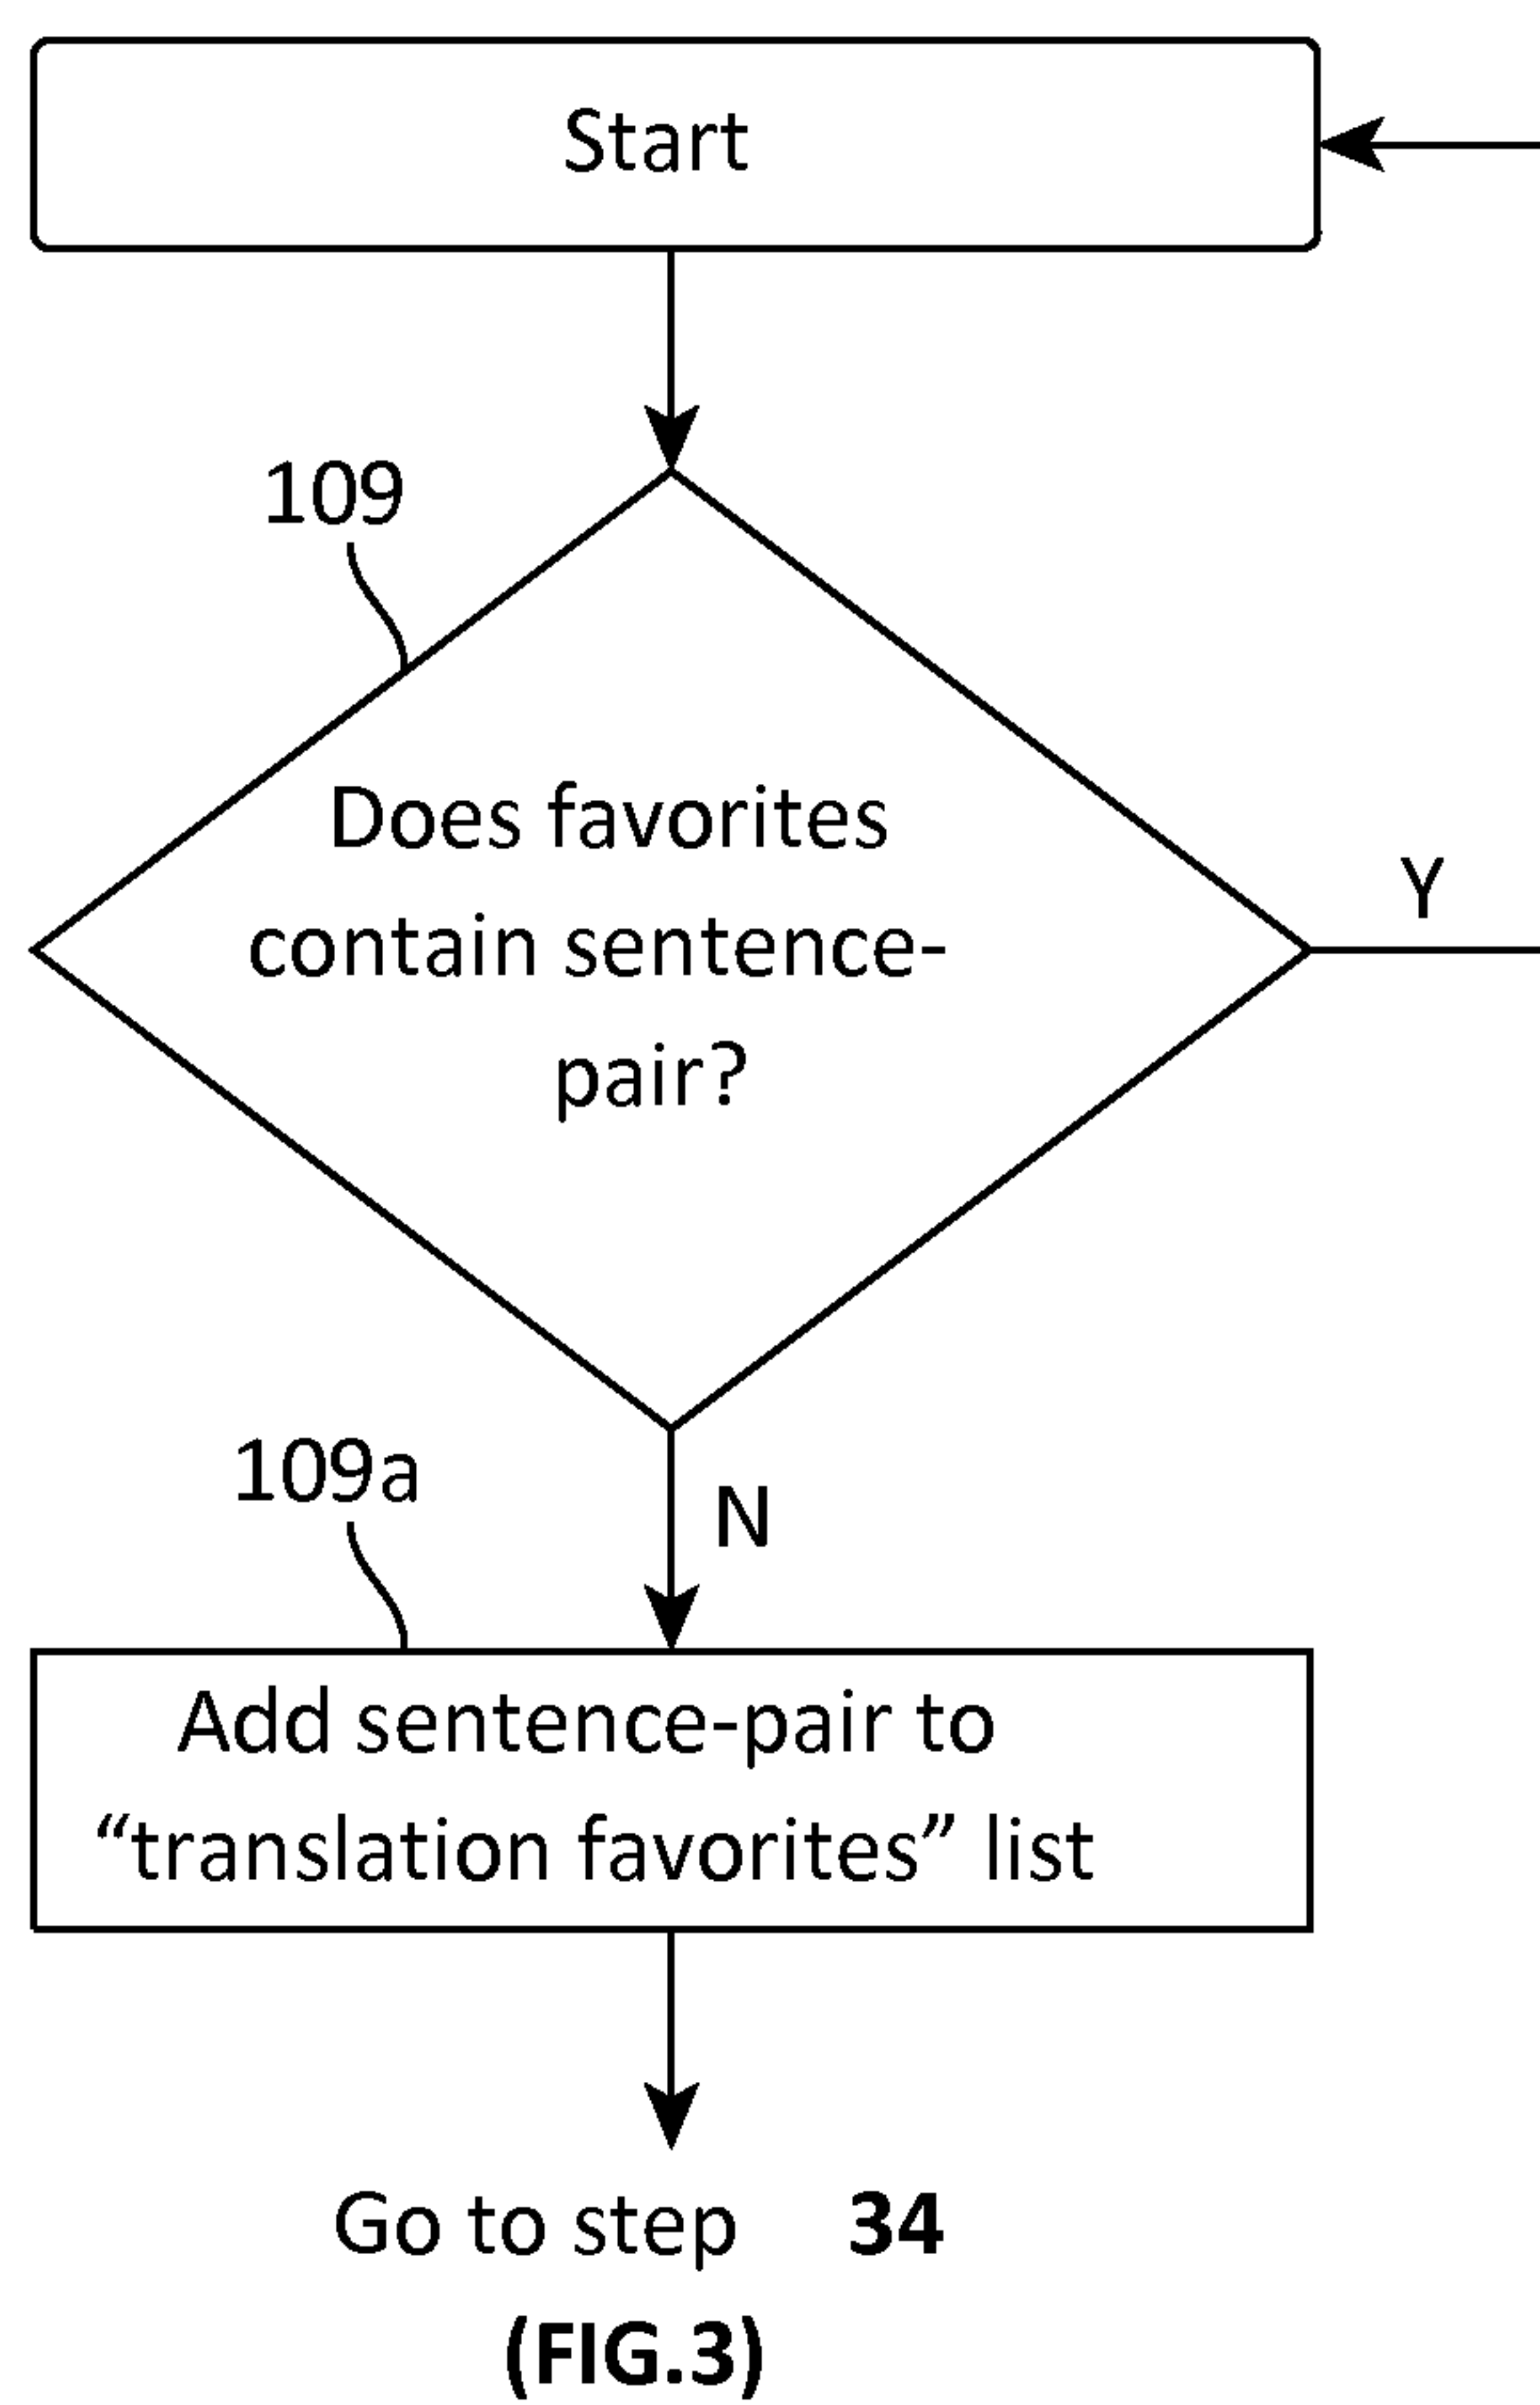 Start
109
Does favorites
contain sentence-
pair?
Y
109a
N
Add sentence-pair to
“translation favorites” list
Go to step 34
(FIG.3)